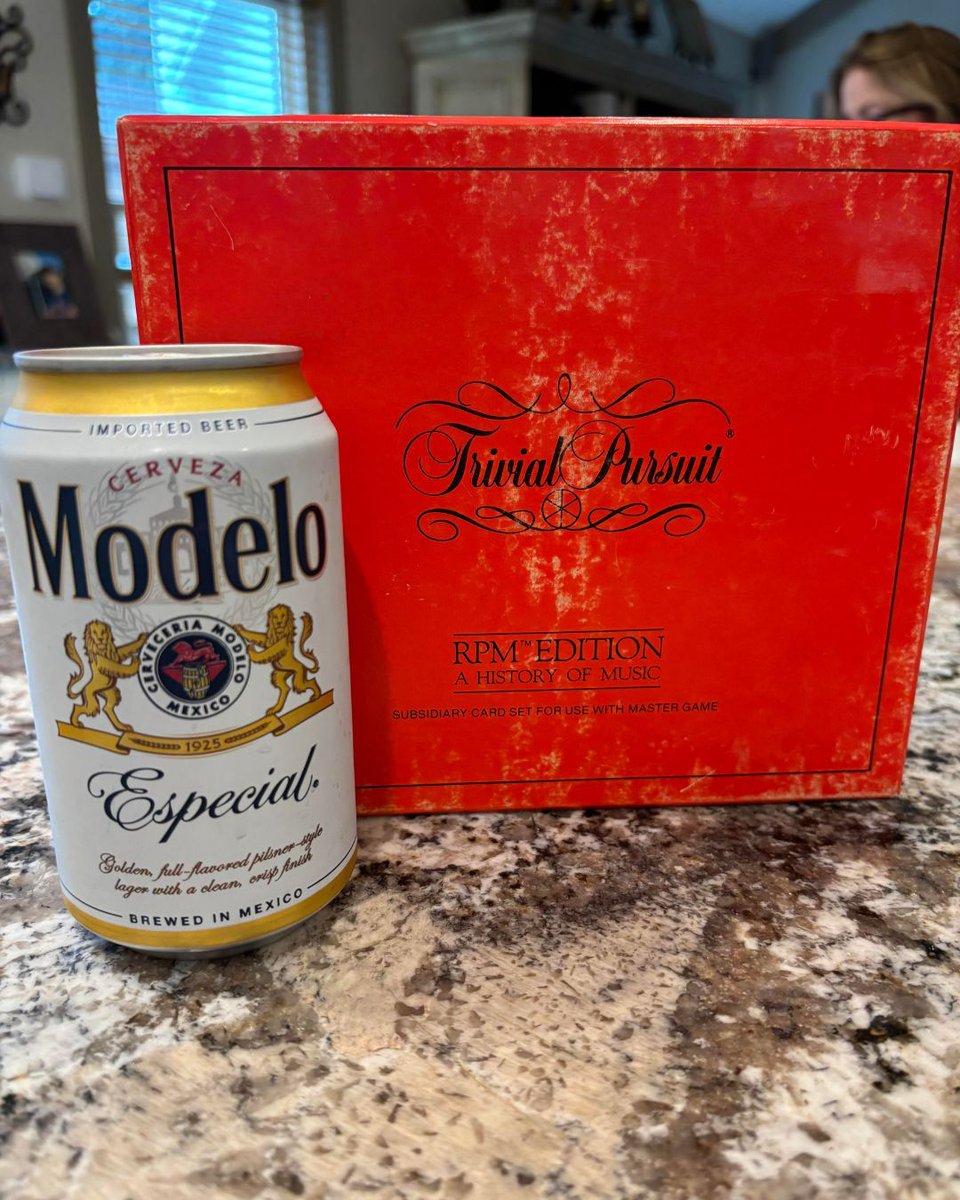 IMPORTED BEER
CERVEZA
Modelo
CERVECERIA MODELO
MEXICO
1925
Especial.
Golden, full-flavored pilsner-style
lager with a clean, crisp finish
BREWED IN MEXICO
Trivial Pursuit®
RPM™ EDITION
A HISTORY OF MUSIC
SUBSIDIARY CARD SET FOR USE WITH MASTER GAME